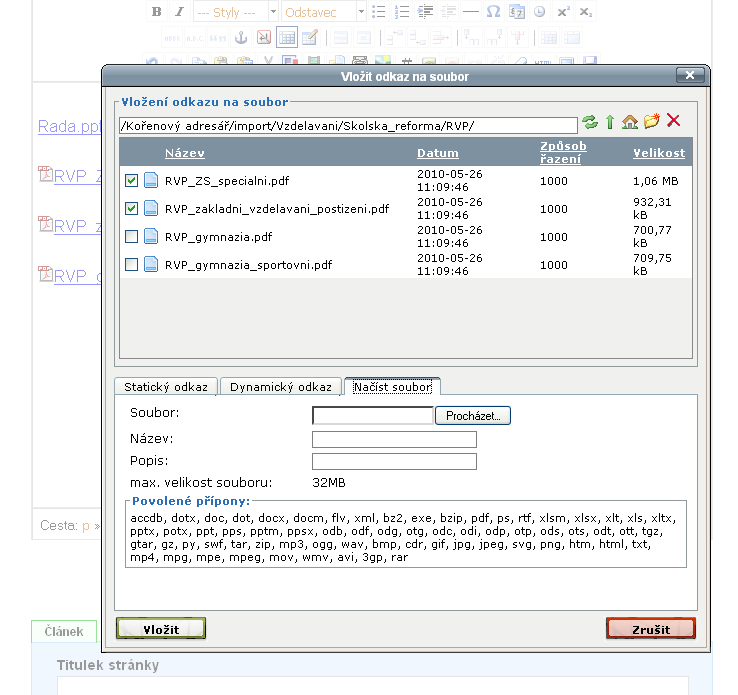 B I --- Styly --- Odstavec
Vložit odkaz na soubor
Vložení odkazu na soubor
/Kořenový adresář/import/Vzdelavani/Skolska_reforma/RVP/
Název Datum Způsob řazení Velikost
RVP_ZS_specialni.pdf 2010-05-26 11:09:46 1000 1,06 MB
RVP_zakladni_vzdelavani_postizeni.pdf 2010-05-26 11:09:46 1000 932,31 kB
RVP_gymnazia.pdf 2010-05-26 11:09:46 1000 700,77 kB
RVP_gymnazia_sportovni.pdf 2010-05-26 11:09:46 1000 709,75 kB
Rada.ppt
RVP_Z
RVP_z
RVP_g
Statický odkaz Dynamický odkaz Načíst soubor
Soubor: Procházet...
Název:
Popis:
max. velikost souboru: 32MB
Povolené přípony:
accdb, dotx, doc, dot, docx, docm, flv, xml, bz2, exe, bzip, pdf, ps, rtf, xlsm, xlsx, xlt, xls, xltx,
pptx, potx, ppt, pps, pptm, ppsx, odb, odf, odg, otg, odc, odi, odp, otp, ods, ots, odt, ott, tgz,
gtar, gz, py, swf, tar, zip, mp3, ogg, wav, bmp, cdr, gif, jpg, jpeg, svg, png, htm, html, txt,
mp4, mpg, mpe, mpeg, mov, wmv, avi, 3gp, rar
Cesta: p »
Vložit Zrušit
Článek
Titulek stránky